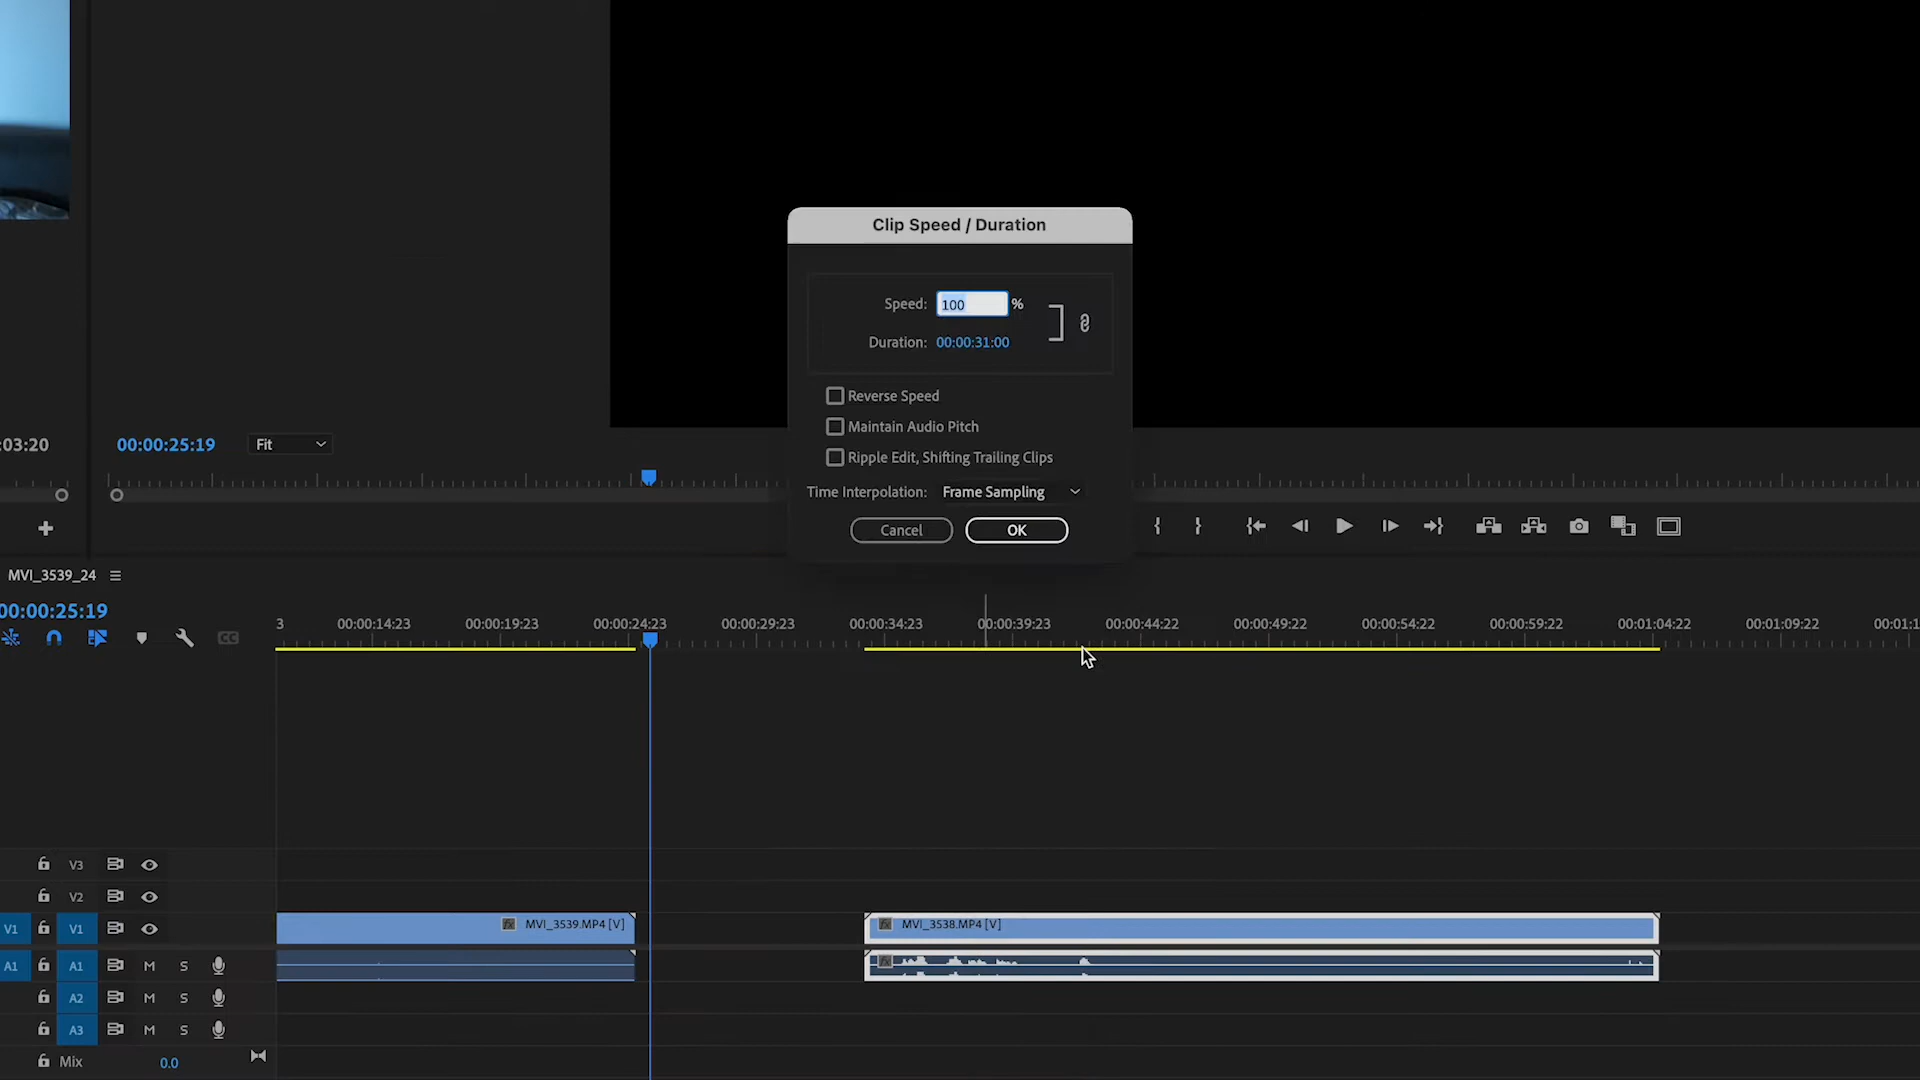 Clip Speed / Duration
Speed: 100 %
Duration: 00:00:31:00
Reverse Speed
Maintain Audio Pitch
Ripple Edit, Shifting Trailing Clips
Time Interpolation: Frame Sampling
Cancel OK
:03:20 00:00:25:19 Fit
MVI_3539_24
00:00:25:19
3 00:00:14:23 00:00:19:23 00:00:24:23 00:00:29:23 00:00:34:23 00:00:39:23 00:00:44:22 00:00:49:22 00:00:54:22 00:00:59:22 00:01:04:22 00:01:09:22 00:01:1
CC
V3
V2
V1 V1 fx MVI_3539.MP4 [V] fx MVI_3538.MP4 [V]
A1 A1 M S fx
A2 M S
A3 M S
Mix 0.0